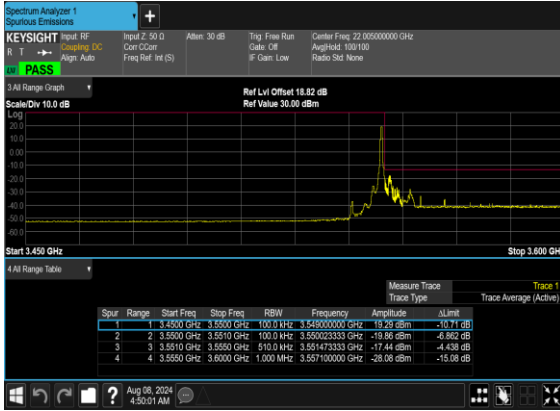 Spectrum Analyzer 1
Spurious Emissions
+
KEYSIGHT Input: RF Input Z: 50 Ω Atten: 30 dB Trig: Free Run Center Freq: 22.005000000 GHz
R T Coupling: DC Corr CCorr Gate: Off Avg|Hold: 100/100
Align: Auto Freq Ref: Int (S) IF Gain: Low Radio Std: None
PASS
3 All Range Graph
Ref Lvl Offset 18.82 dB
Scale/Div 10.0 dB Ref Value 30.00 dBm
Log
20.0
10.0
0.00
-10.0
-20.0
-30.0
-40.0
-50.0
-60.0
Start 3.450 GHz Stop 3.600 GH
4 All Range Table
Measure Trace Trace 1
Trace Type Trace Average (Active)
Spur Range Start Freq Stop Freq RBW Frequency Amplitude ΔLimit
1 1 3.4500 GHz 3.5500 GHz 100.0 kHz 3.549000000 GHz 19.29 dBm -10.71 dB
2 2 3.5500 GHz 3.5510 GHz 100.0 kHz 3.550023333 GHz -19.86 dBm -6.862 dB
3 3 3.5510 GHz 3.5550 GHz 510.0 kHz 3.551473333 GHz -17.44 dBm -4.438 dB
4 4 3.5550 GHz 3.6000 GHz 1.000 MHz 3.557100000 GHz -28.08 dBm -15.08 dB
?
Aug 08, 2024
4:50:01 AM